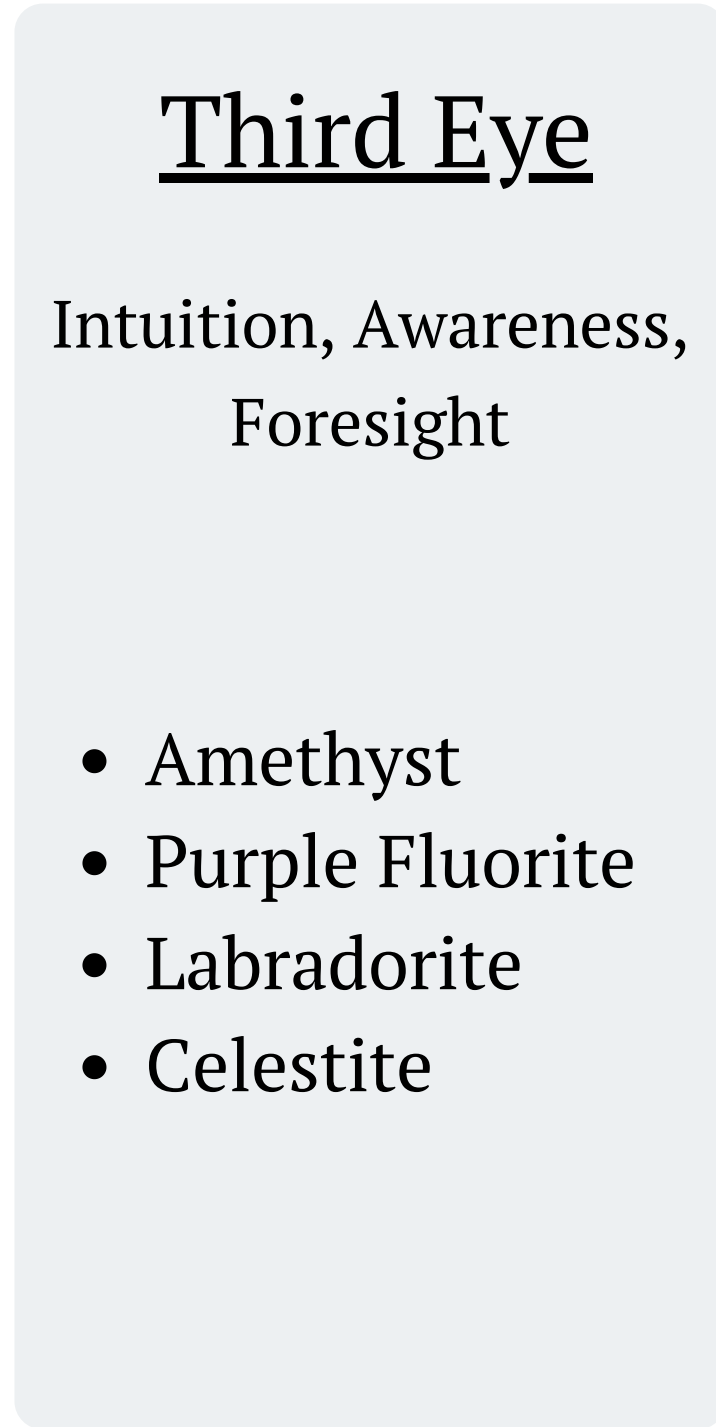 Third Eye
Intuition, Awareness,
Foresight
• Amethyst
• Purple Fluorite
• Labradorite
• Celestite